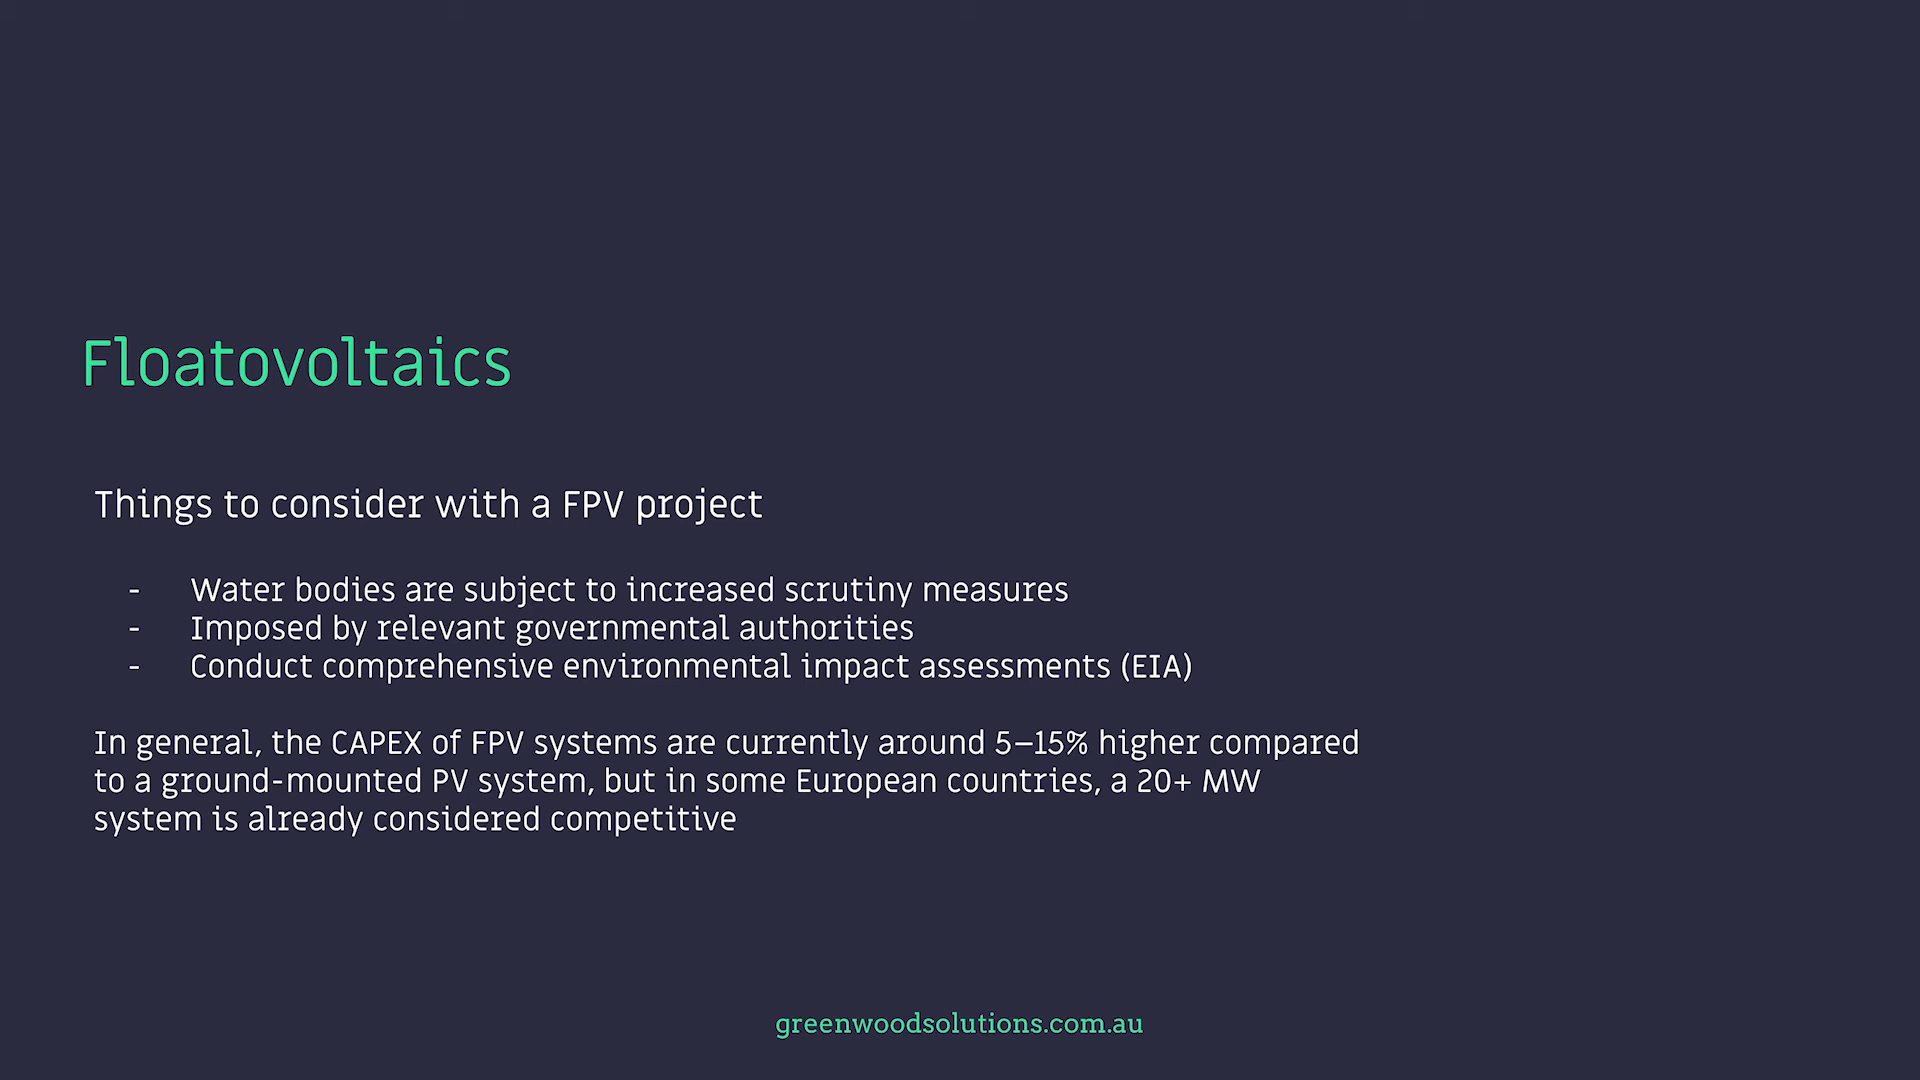 Floatovoltaics
Things to consider with a FPV project
- Water bodies are subject to increased scrutiny measures
- Imposed by relevant governmental authorities
- Conduct comprehensive environmental impact assessments (EIA)
In general, the CAPEX of FPV systems are currently around 5–15% higher compared
to a ground-mounted PV system, but in some European countries, a 20+ MW
system is already considered competitive
greenwoodsolutions.com.au